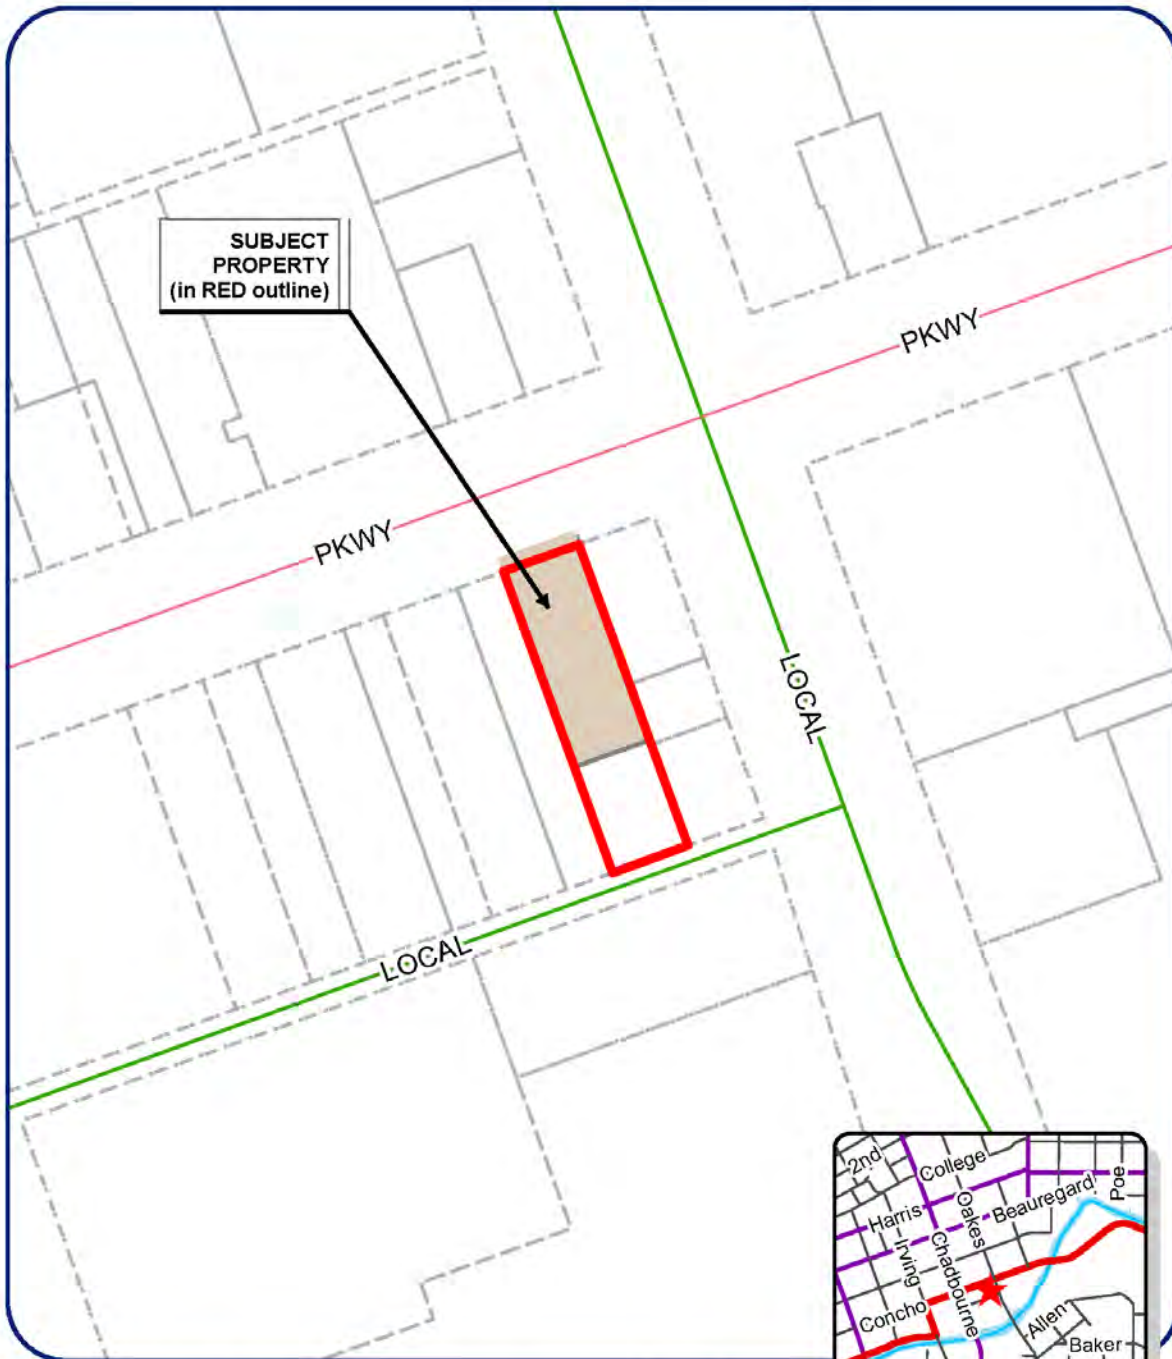 SUBJECT
PROPERTY
(in RED outline)
PKWY
PKWY
LOCAL
LOCAL
2nd
College
Poe
Beauregard
Oakes
Harris
Irving
Chadbourne
Concho
Allen
Baker